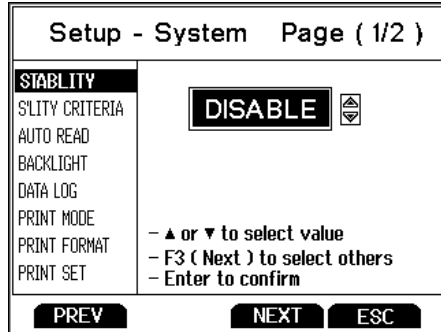 Setup - System Page ( 1/2 )
STABLITY
S'LITY CRITERIA
AUTO READ
BACKLIGHT
DATA LOG
PRINT MODE
PRINT FORMAT
PRINT SET
DISABLE
– ▲ or ▼ to select value
– F3 ( Next ) to select others
– Enter to confirm
PREV NEXT ESC